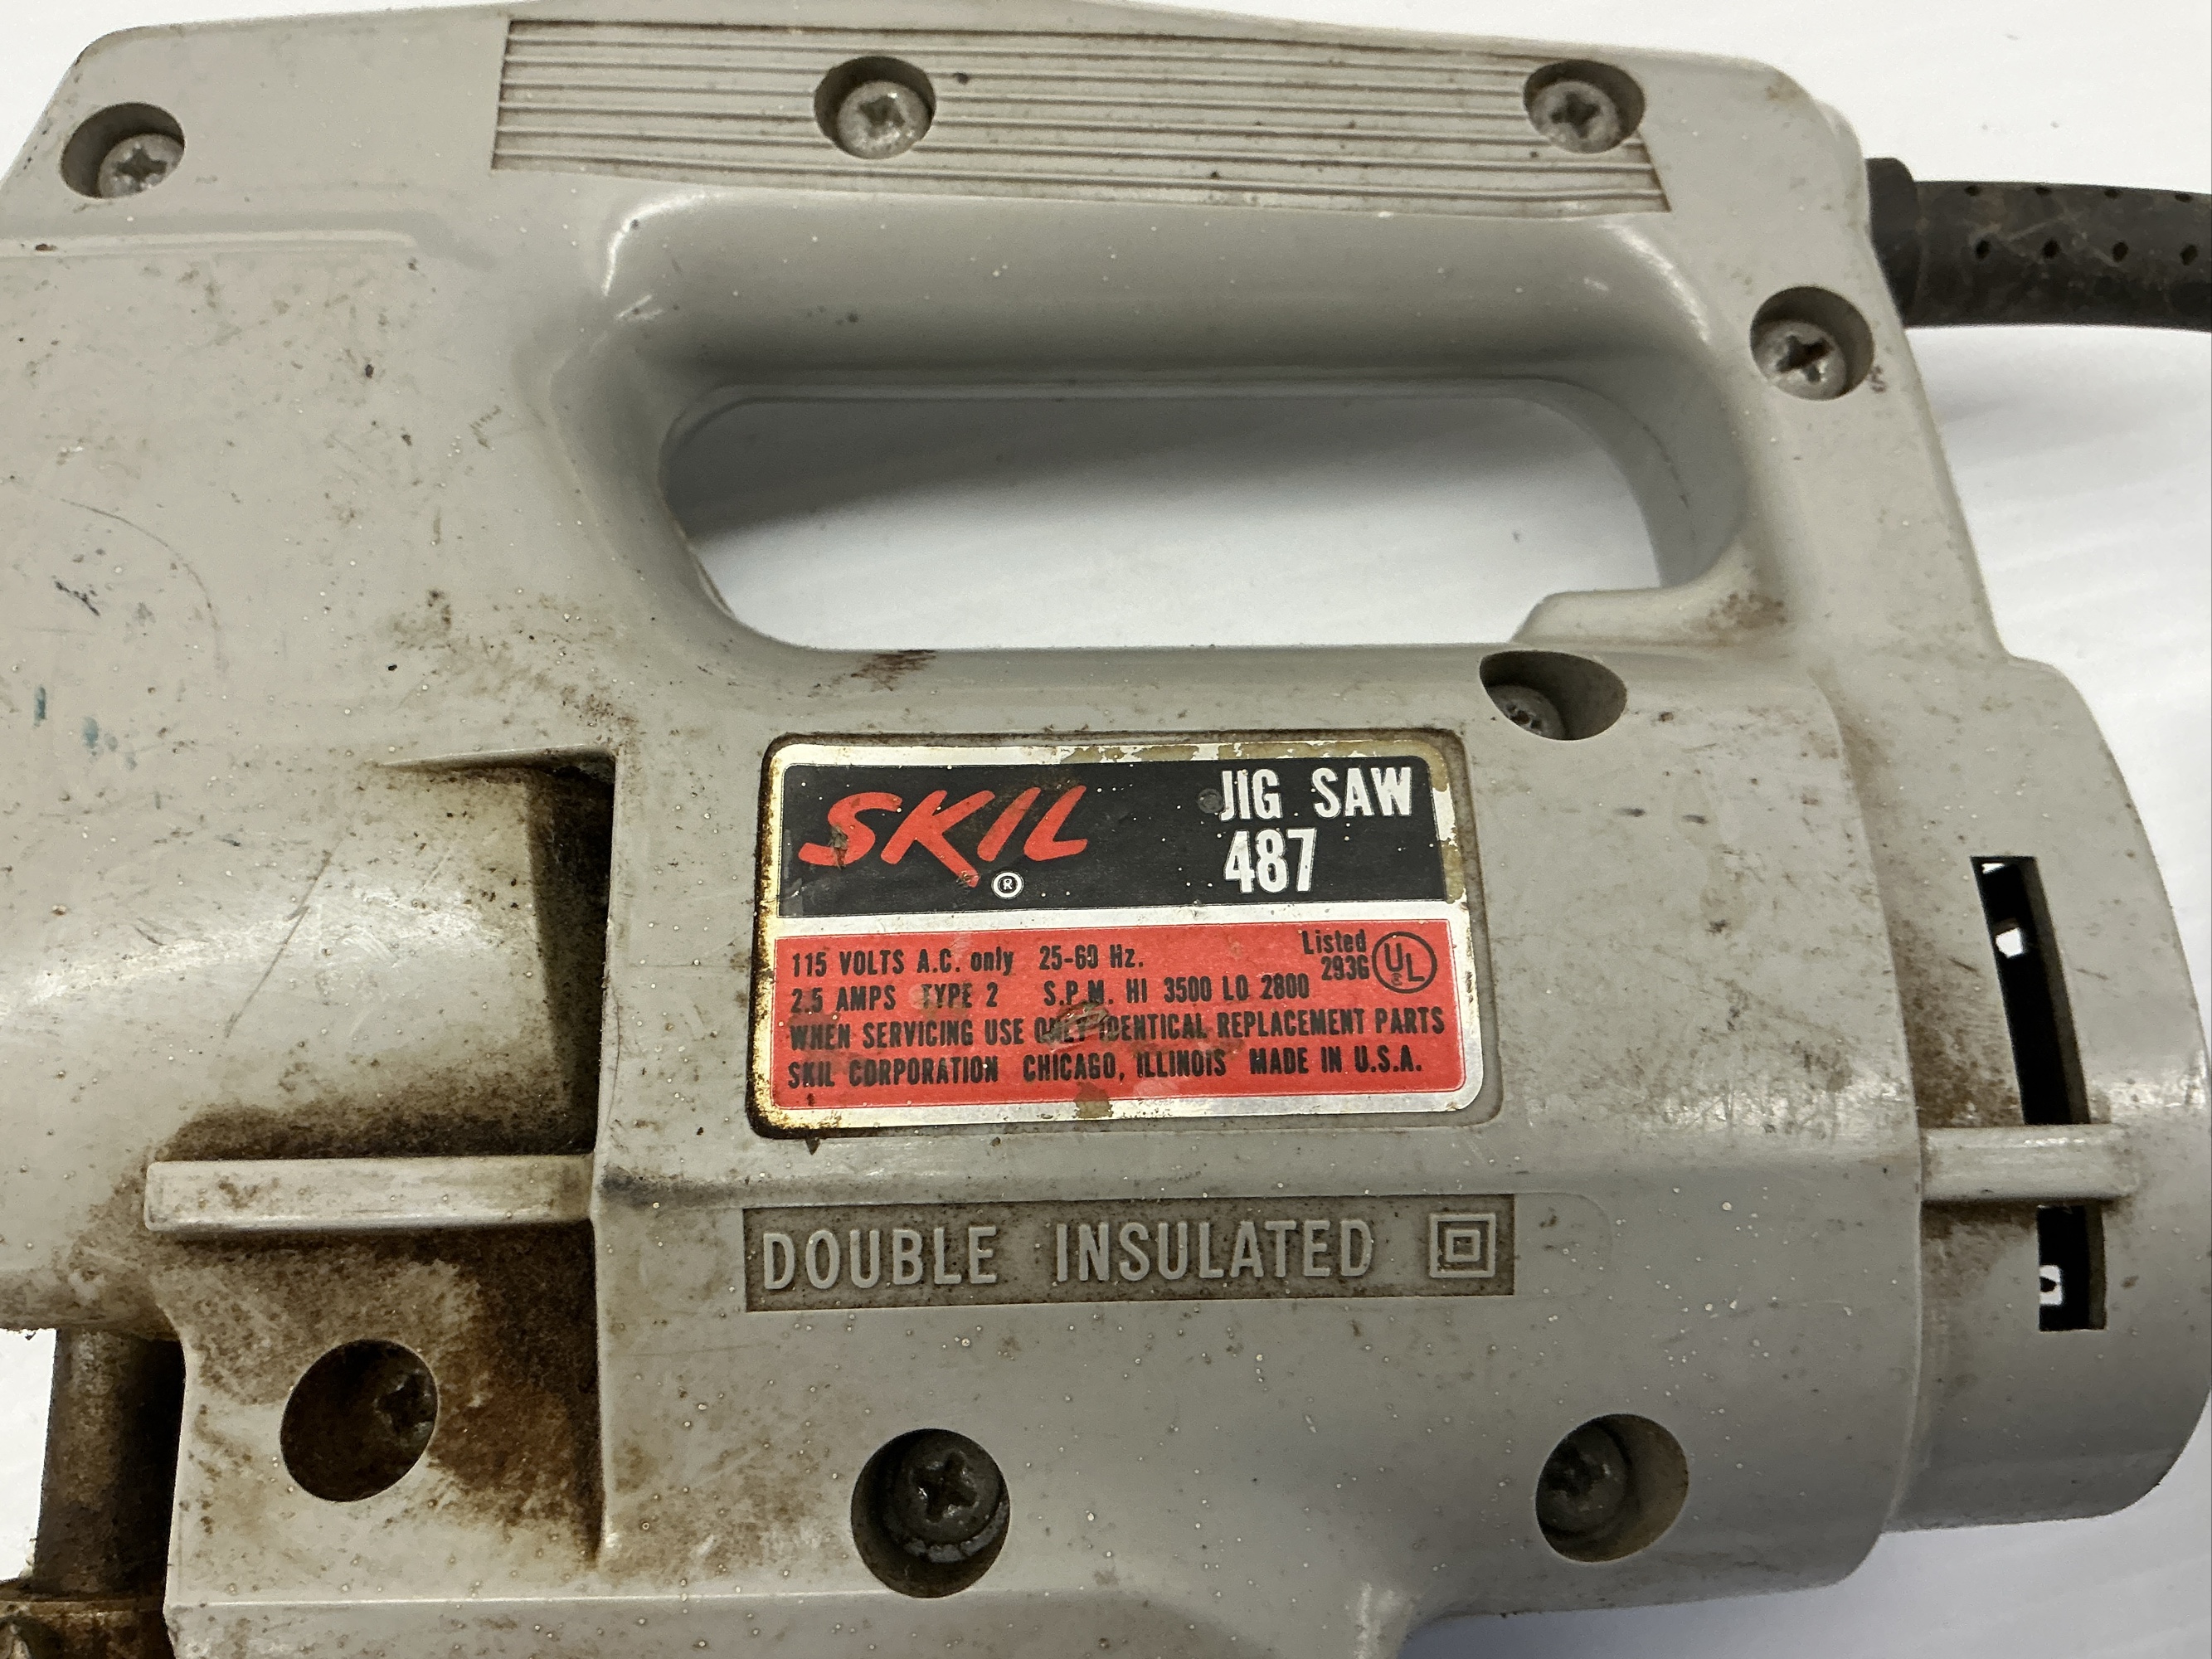 SKIL ®
JIG SAW
487
115 VOLTS A.C. only 25-60 Hz.
Listed
293G
UL
2.5 AMPS TYPE 2 S.P.M. HI 3500 LO 2800
WHEN SERVICING USE ONLY IDENTICAL REPLACEMENT PARTS
SKIL CORPORATION CHICAGO, ILLINOIS MADE IN U.S.A.
DOUBLE INSULATED